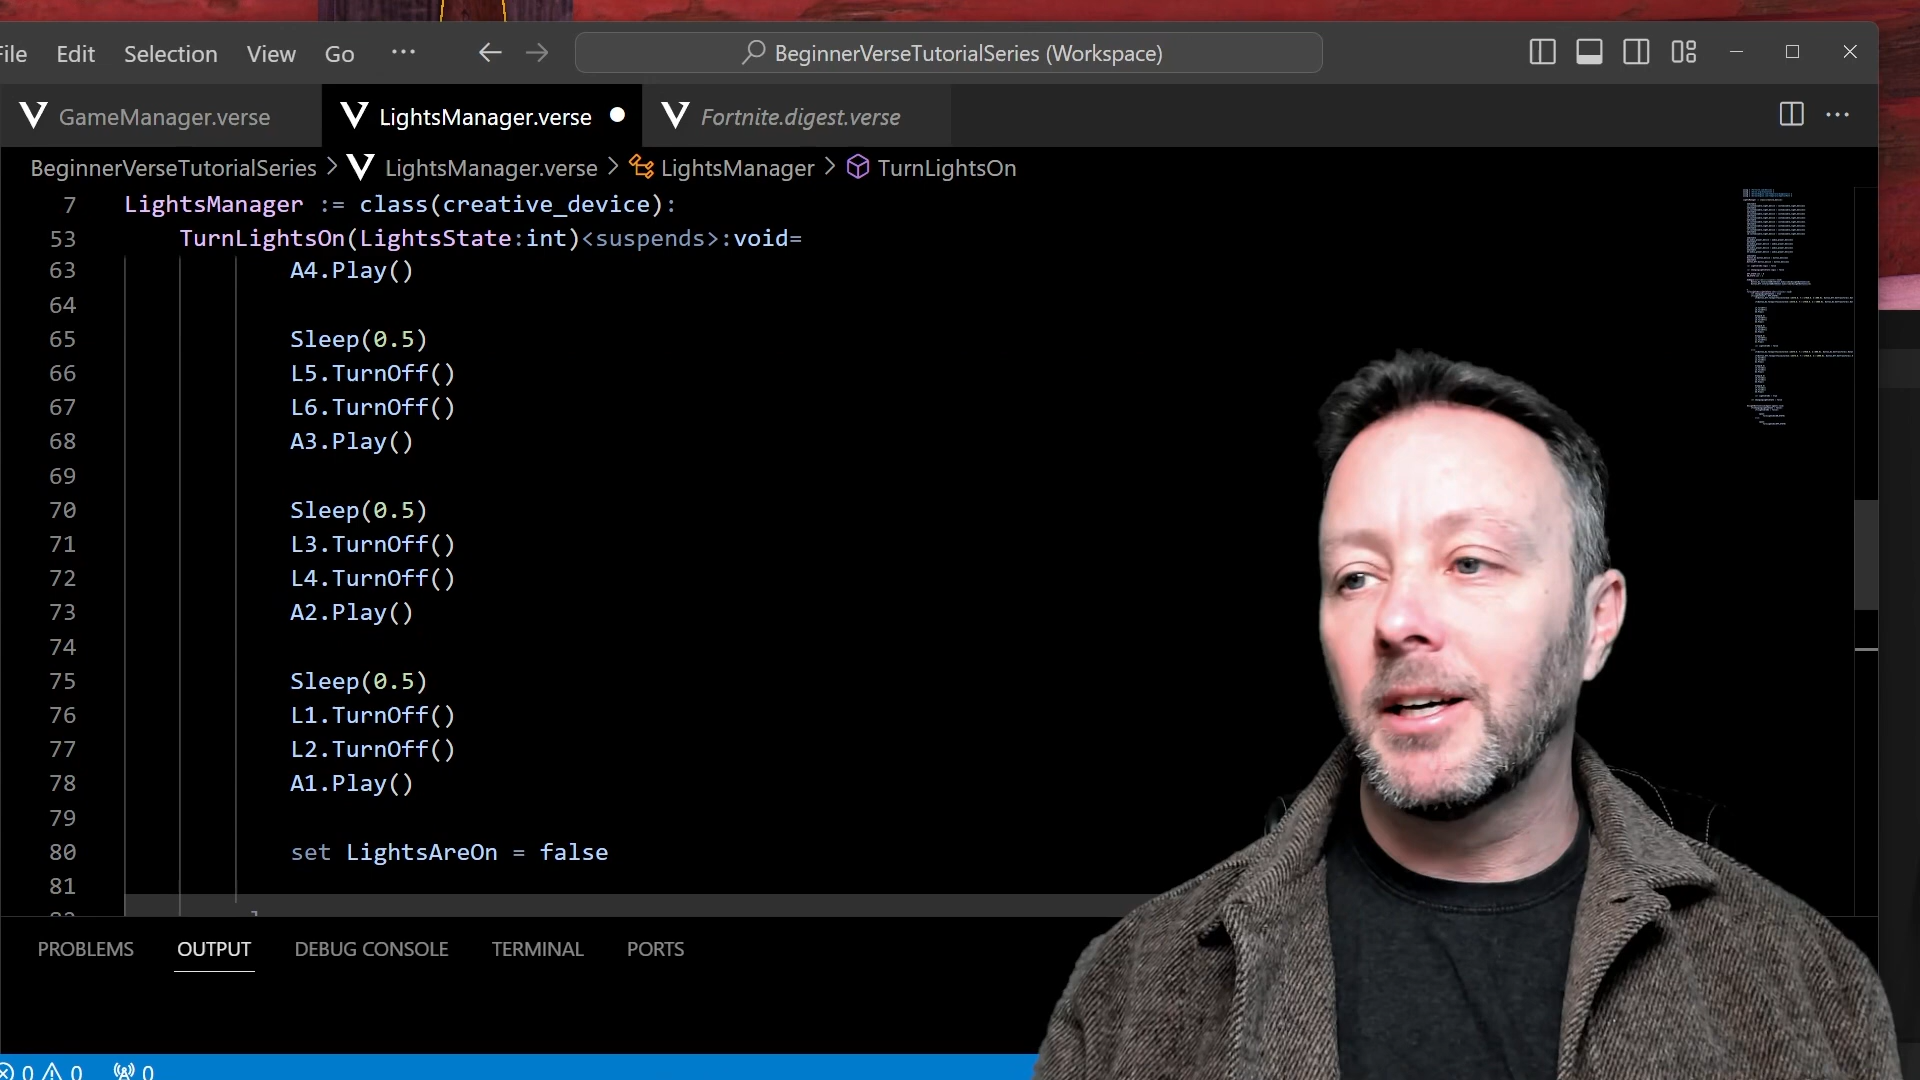 File Edit Selection View Go ... BeginnerVerseTutorialSeries (Workspace)
GameManager.verse LightsManager.verse Fortnite.digest.verse
BeginnerVerseTutorialSeries > LightsManager.verse > LightsManager > TurnLightsOn
7 LightsManager := class(creative_device):
53 TurnLightsOn(LightsState:int)<suspends>:void=
63 A4.Play()
64
65 Sleep(0.5)
66 L5.TurnOff()
67 L6.TurnOff()
68 A3.Play()
69
70 Sleep(0.5)
71 L3.TurnOff()
72 L4.TurnOff()
73 A2.Play()
74
75 Sleep(0.5)
76 L1.TurnOff()
77 L2.TurnOff()
78 A1.Play()
79
80 set LightsAreOn = false
81
PROBLEMS OUTPUT DEBUG CONSOLE TERMINAL PORTS
0 0 0